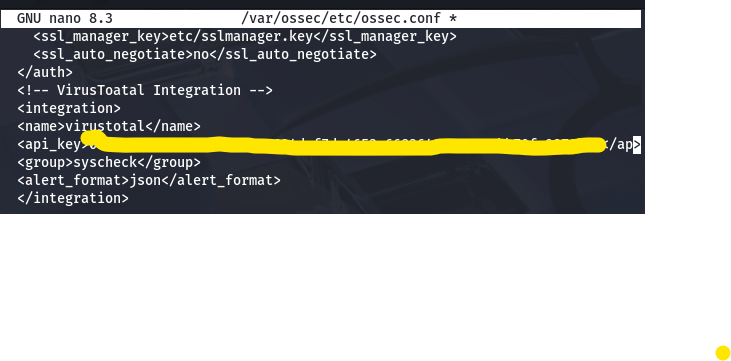 GNU nano 8.3 /var/ossec/etc/ossec.conf *
<ssl_manager_key>etc/sslmanager.key</ssl_manager_key>
<ssl_auto_negotiate>no</ssl_auto_negotiate>
</auth>
<!-- VirusToatal Integration -->
<integration>
<name>virustotal</name>
<api_key> </ap>
<group>syscheck</group>
<alert_format>json</alert_format>
</integration>